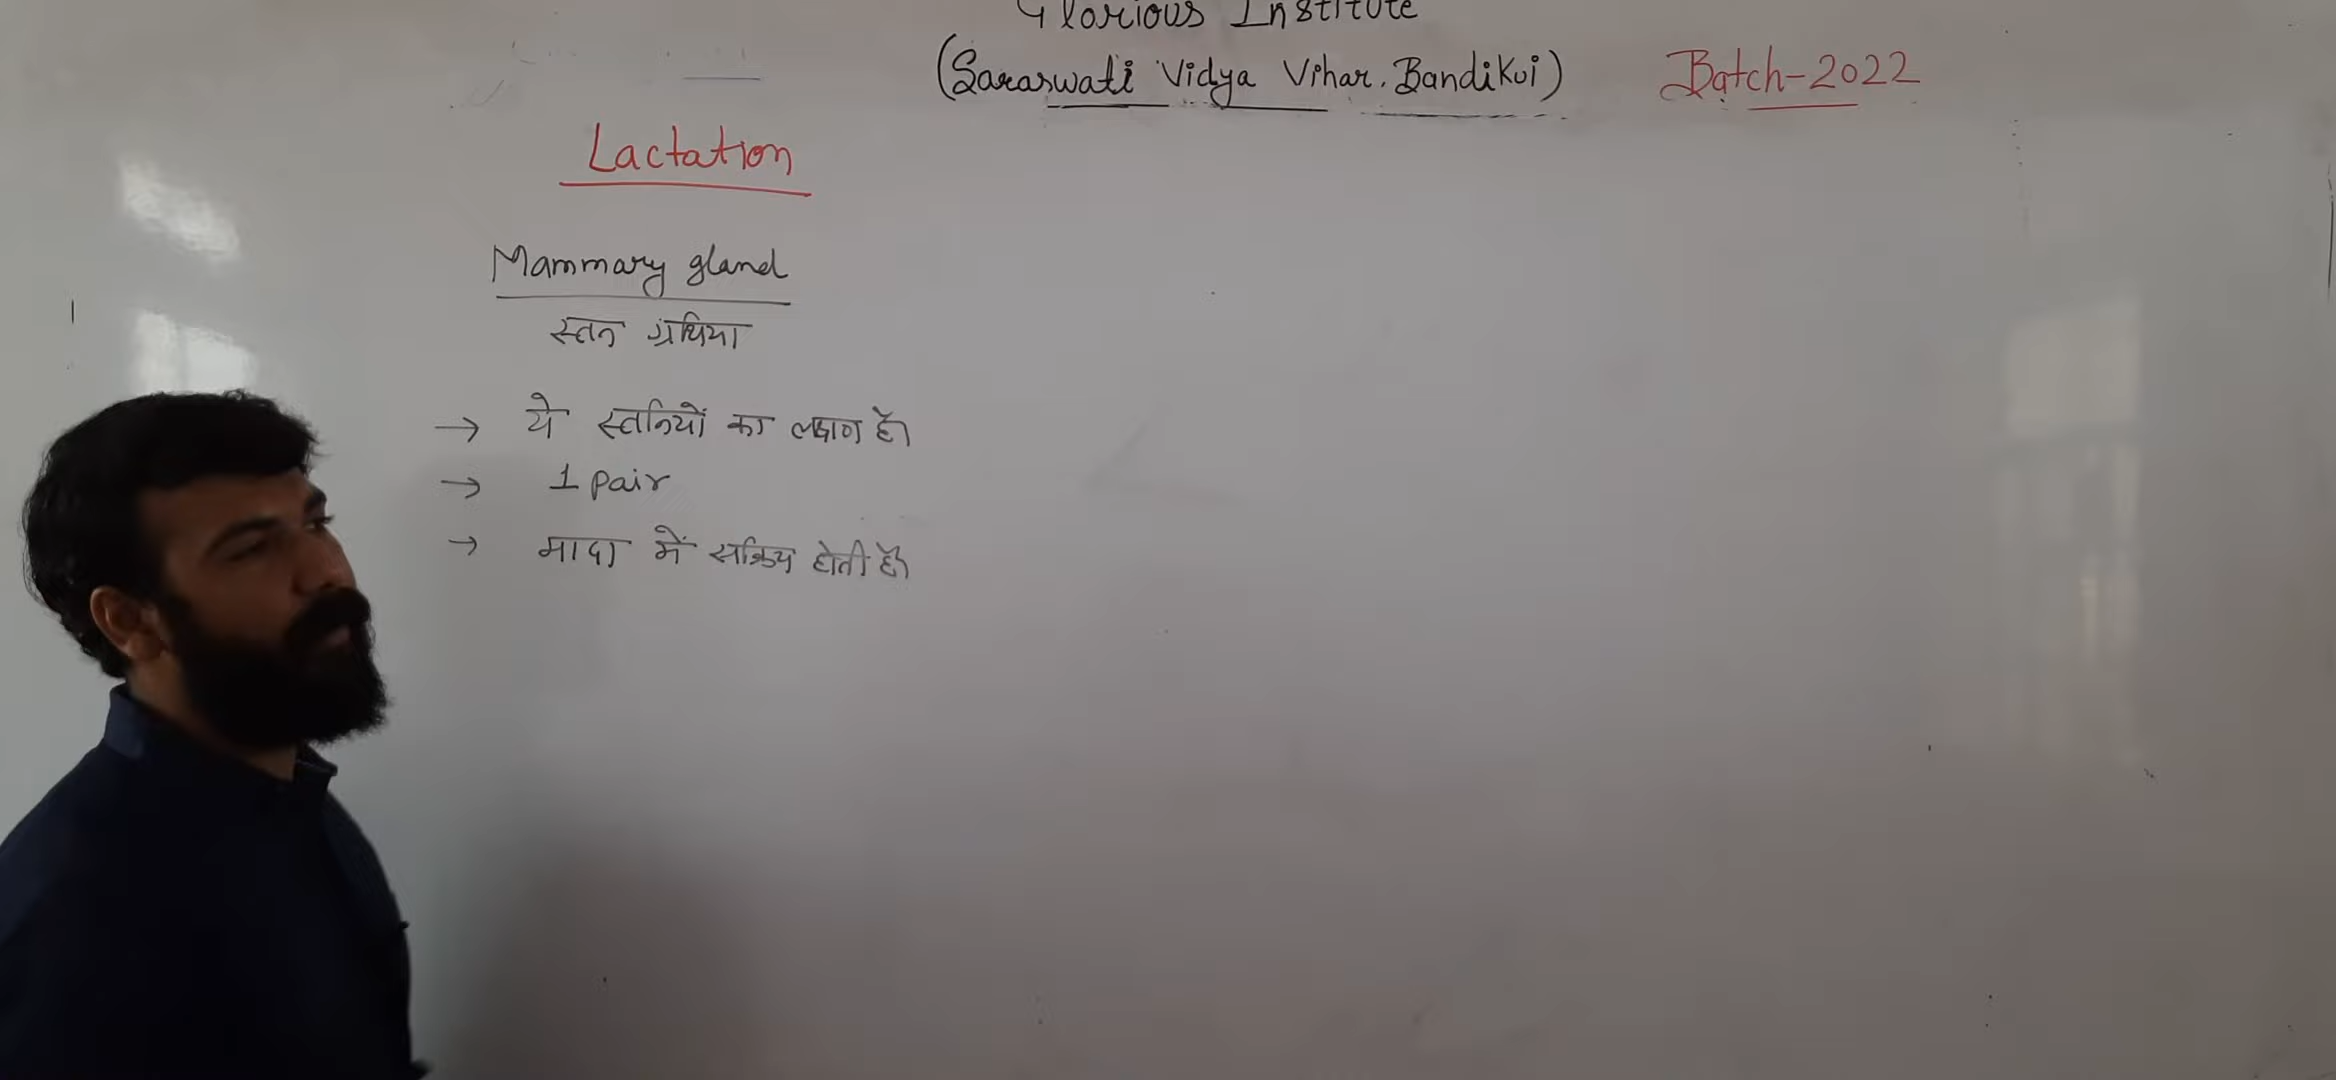 Glorious Institute
(Saraswati Vidya Vihar, Bandikui) Batch-2022
Lactation
Mammary gland
स्तन ग्रंथिया
→ ये स्तनियों का लक्षण है।
→ 1 pair
→ मादा में सक्रिय होती है।